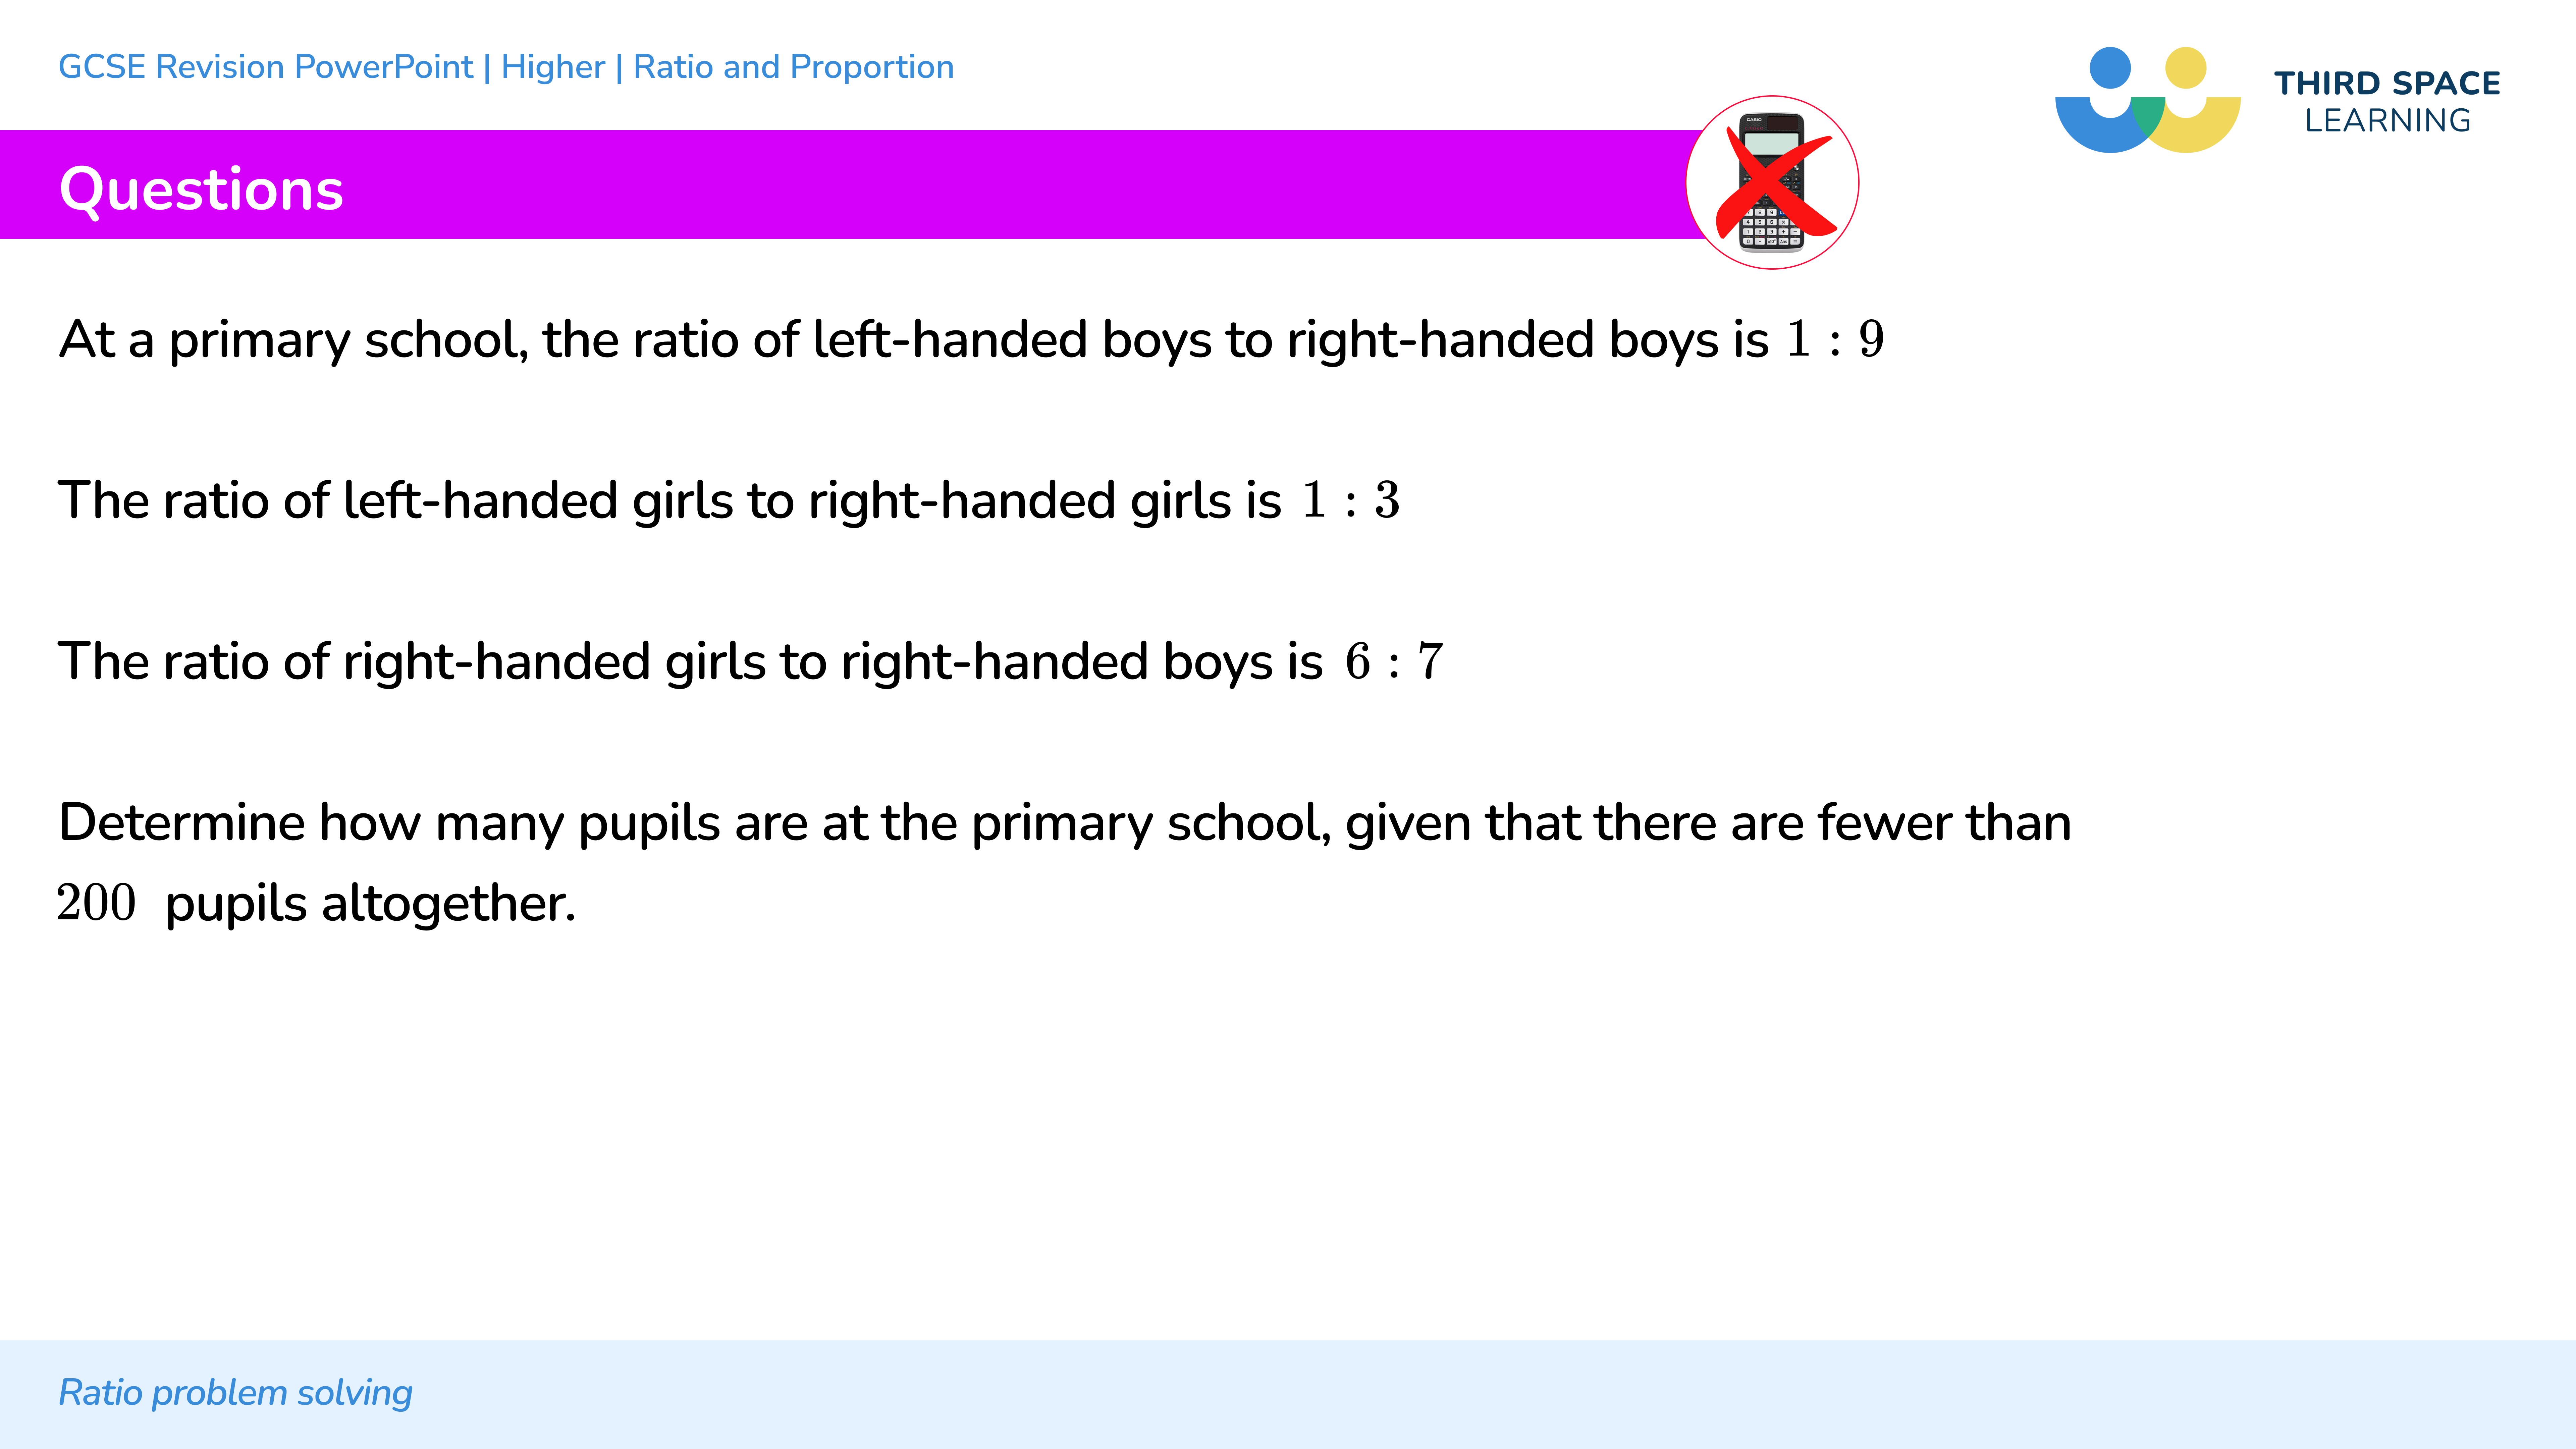 GCSE Revision PowerPoint | Higher | Ratio and Proportion
THIRD SPACE
LEARNING
Questions
CASIO
At a primary school, the ratio of left-handed boys to right-handed boys is 1 : 9
The ratio of left-handed girls to right-handed girls is 1 : 3
The ratio of right-handed girls to right-handed boys is 6 : 7
Determine how many pupils are at the primary school, given that there are fewer than
200 pupils altogether.
Ratio problem solving